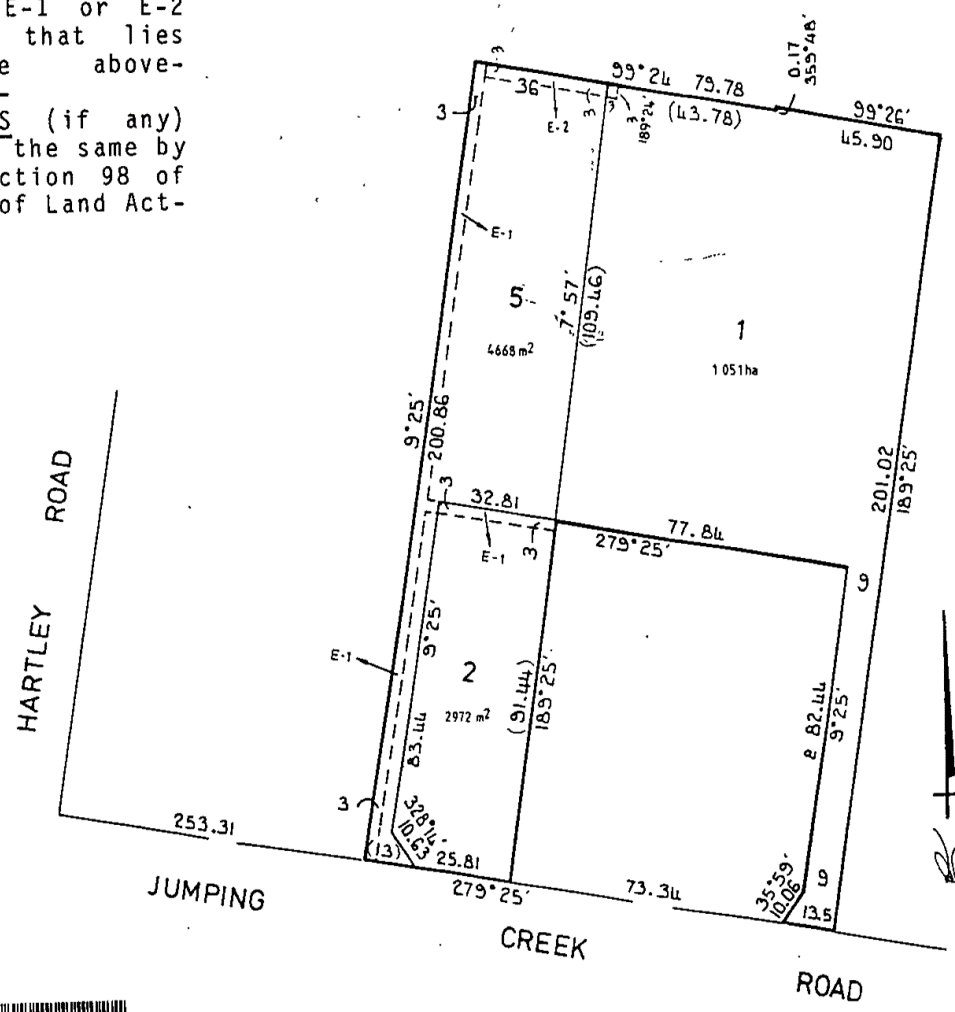 E-1 or E-2
that lies
e above-
S (if any)
the same by
ction 98 of
of Land Act-
3
3
36
E-2
3
3
3
189°24'
99°24
79.78
(43.78)
0.17
359°48'
99°26'
45.90
E-1
5
4668m²
7°57'
(109.46)
1
1 051ha
9°25'
200.86
201.02
189°25'
3
32.81
E-1
3
77.84
279°25'
9
HARTLEY ROAD
9°25'
E-1
2
2972 m²
(91.44)
189°25'
83.44
82.44
9°25'
3
328°14'
10.63
(13)
25.81
279°25'
253.31
73.34
35°59'
10.06
9
13.5
JUMPING
CREEK
ROAD